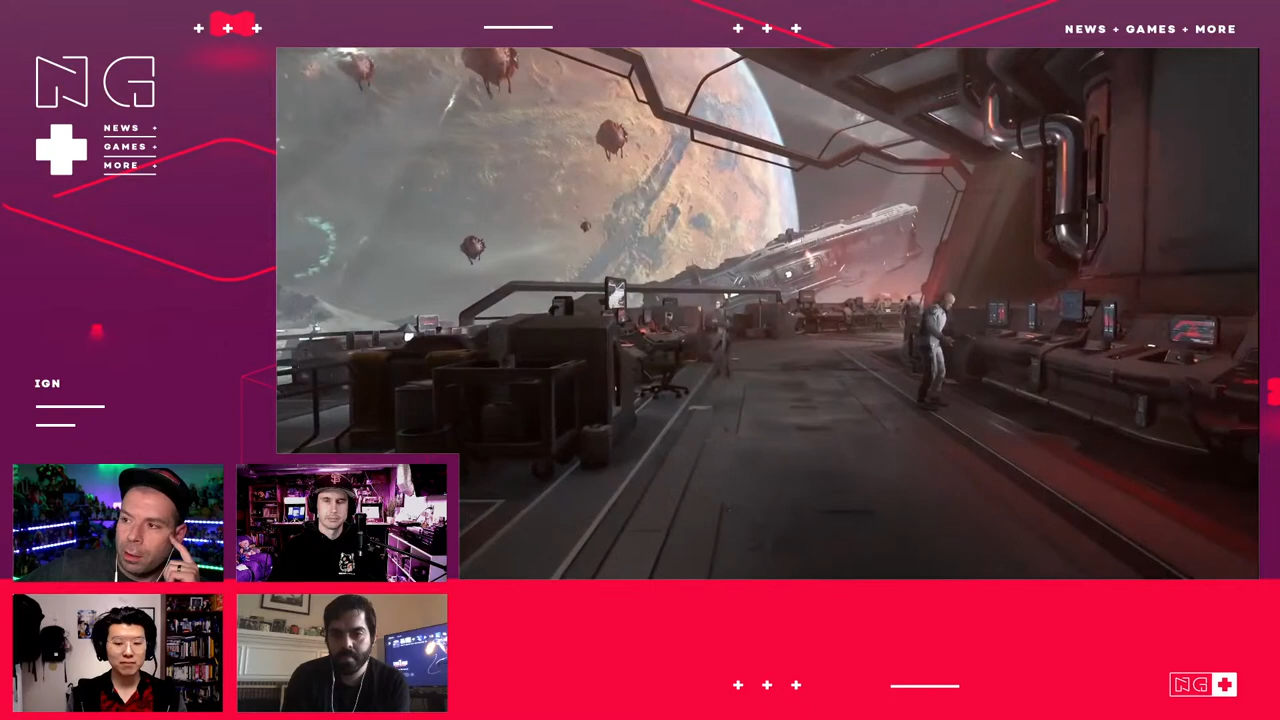 NEWS + GAMES + MORE
NG
NEWS +
GAMES +
MORE +
IGN
NG+